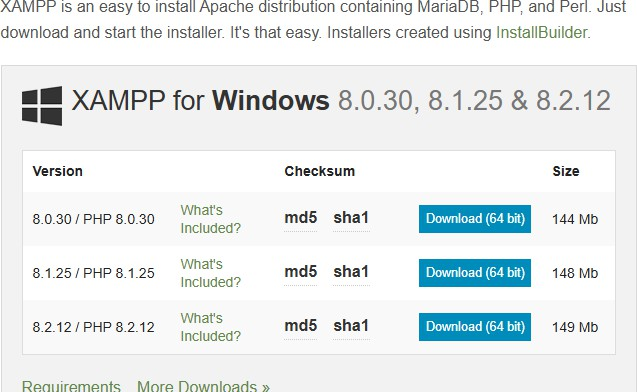 XAMPP is an easy to install Apache distribution containing MariaDB, PHP, and Perl. Just
download and start the installer. It's that easy. Installers created using InstallBuilder.
XAMPP for Windows 8.0.30, 8.1.25 & 8.2.12
Version Checksum Size
8.0.30 / PHP 8.0.30 What's Included? md5 sha1 Download (64 bit) 144 Mb
8.1.25 / PHP 8.1.25 What's Included? md5 sha1 Download (64 bit) 148 Mb
8.2.12 / PHP 8.2.12 What's Included? md5 sha1 Download (64 bit) 149 Mb
Requirements More Downloads »